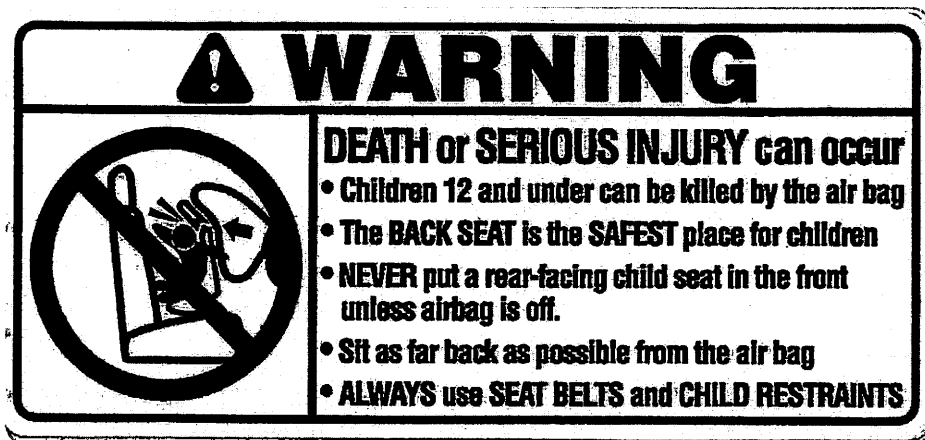 WARNING
DEATH or SERIOUS INJURY can occur
• Children 12 and under can be killed by the air bag
• The BACK SEAT is the SAFEST place for children
• NEVER put a rear-facing child seat in the front
unless airbag is off.
• Sit as far back as possible from the air bag
• ALWAYS use SEAT BELTS and CHILD RESTRAINTS